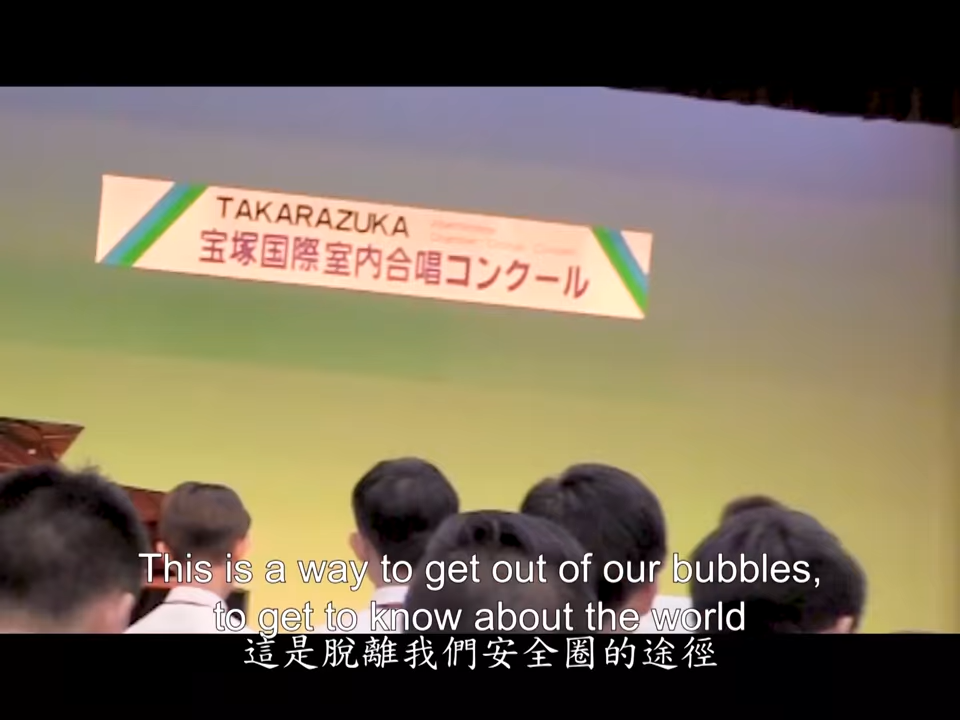 TAKARAZUKA
宝塚国際室内合唱コンクール
This is a way to get out of our bubbles,
to get to know about the world
這是脫離我們安全圈的途徑